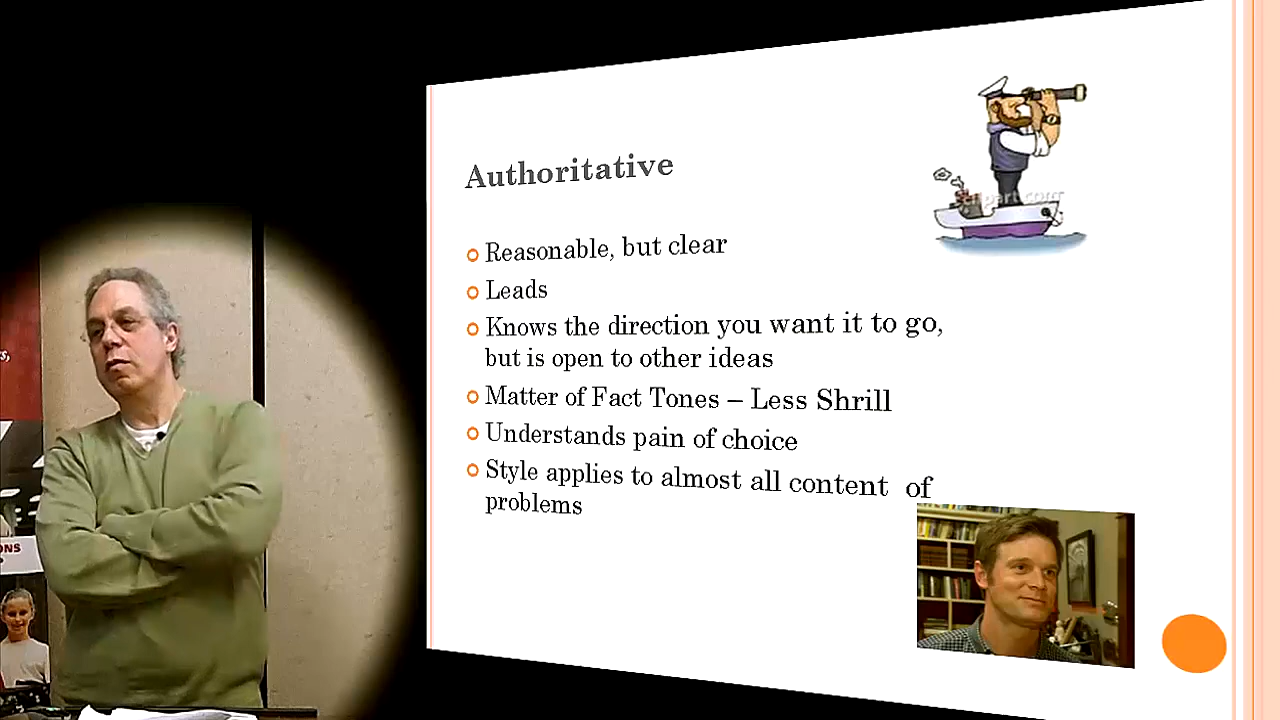 Authoritative
Reasonable, but clear
Leads
Knows the direction you want it to go,
but is open to other ideas
Matter of Fact Tones – Less Shrill
Understands pain of choice
Style applies to almost all content of
problems